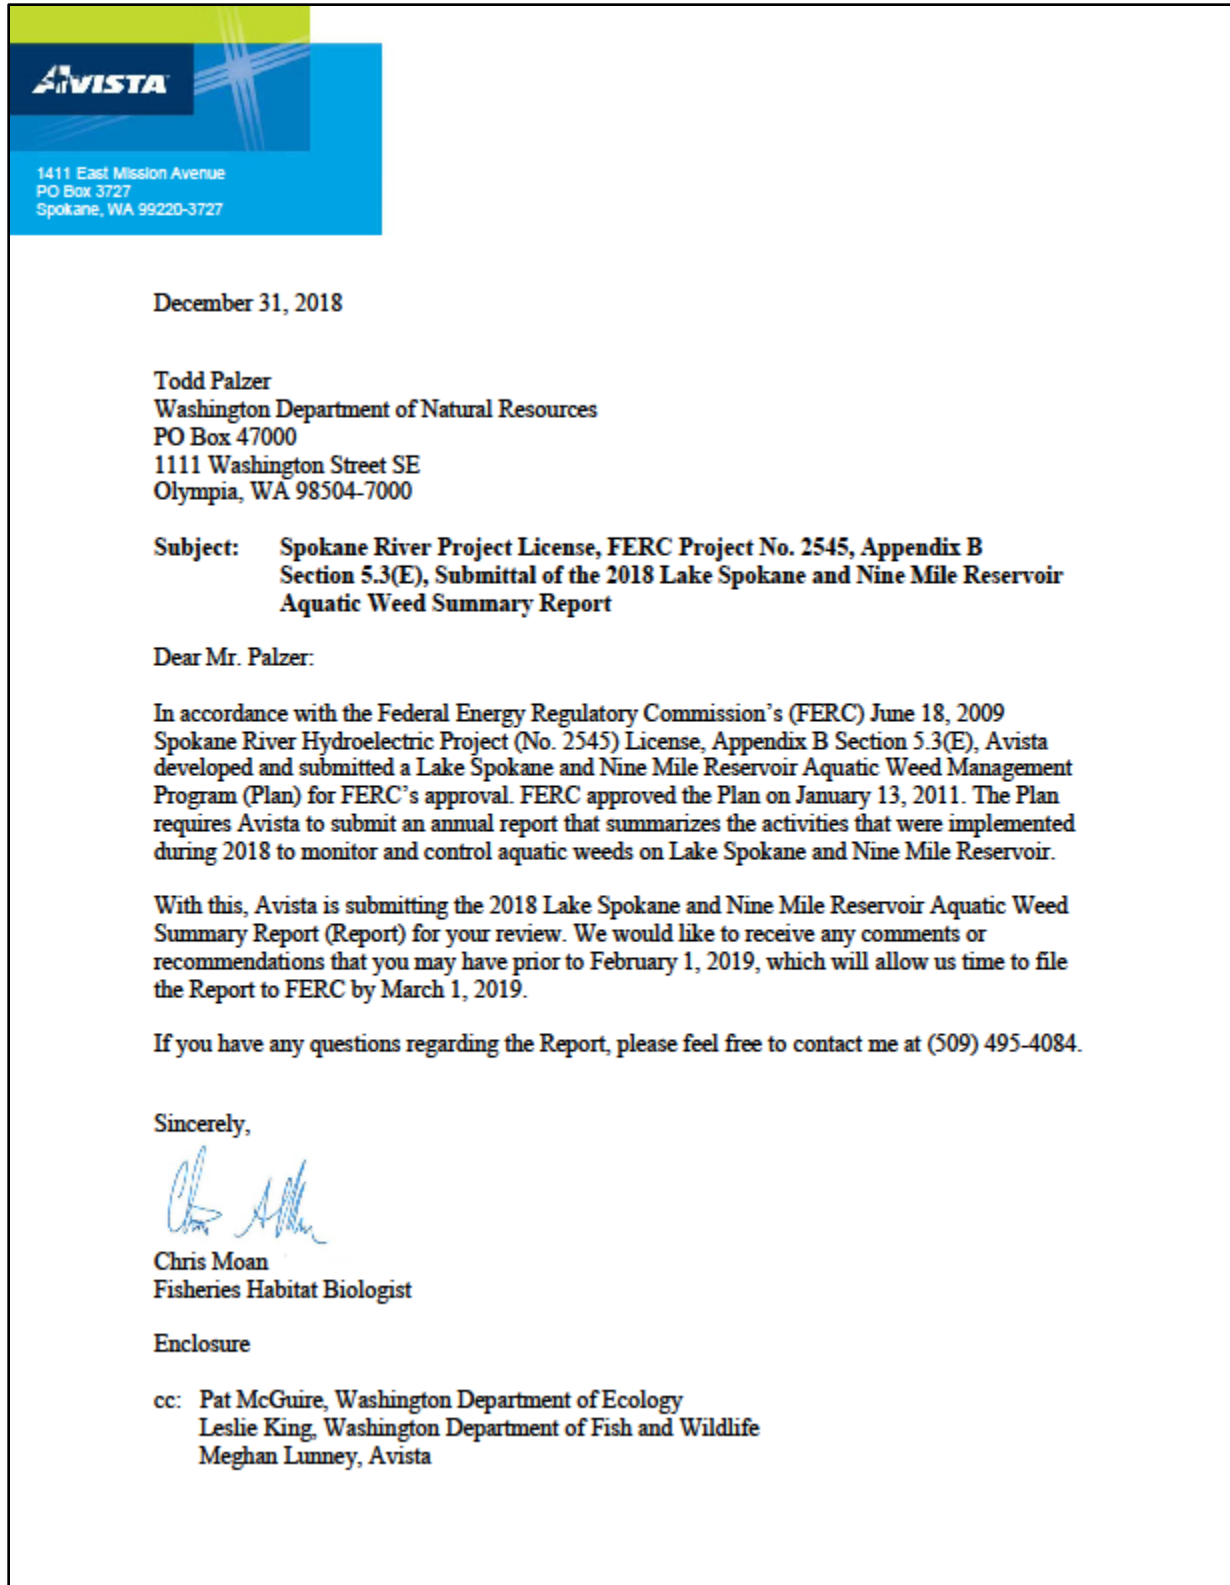 AVISTA
1411 East Mission Avenue
PO Box 3727
Spokane, WA 99220-3727
December 31, 2018
Todd Palzer
Washington Department of Natural Resources
PO Box 47000
1111 Washington Street SE
Olympia, WA 98504-7000
Subject: Spokane River Project License, FERC Project No. 2545, Appendix B
Section 5.3(E), Submittal of the 2018 Lake Spokane and Nine Mile Reservoir
Aquatic Weed Summary Report
Dear Mr. Palzer:
In accordance with the Federal Energy Regulatory Commission’s (FERC) June 18, 2009
Spokane River Hydroelectric Project (No. 2545) License, Appendix B Section 5.3(E), Avista
developed and submitted a Lake Spokane and Nine Mile Reservoir Aquatic Weed Management
Program (Plan) for FERC’s approval. FERC approved the Plan on January 13, 2011. The Plan
requires Avista to submit an annual report that summarizes the activities that were implemented
during 2018 to monitor and control aquatic weeds on Lake Spokane and Nine Mile Reservoir.
With this, Avista is submitting the 2018 Lake Spokane and Nine Mile Reservoir Aquatic Weed
Summary Report (Report) for your review. We would like to receive any comments or
recommendations that you may have prior to February 1, 2019, which will allow us time to file
the Report to FERC by March 1, 2019.
If you have any questions regarding the Report, please feel free to contact me at (509) 495-4084.
Sincerely,
Chris Moan
Fisheries Habitat Biologist
Enclosure
cc: Pat McGuire, Washington Department of Ecology
Leslie King, Washington Department of Fish and Wildlife
Meghan Lunney, Avista